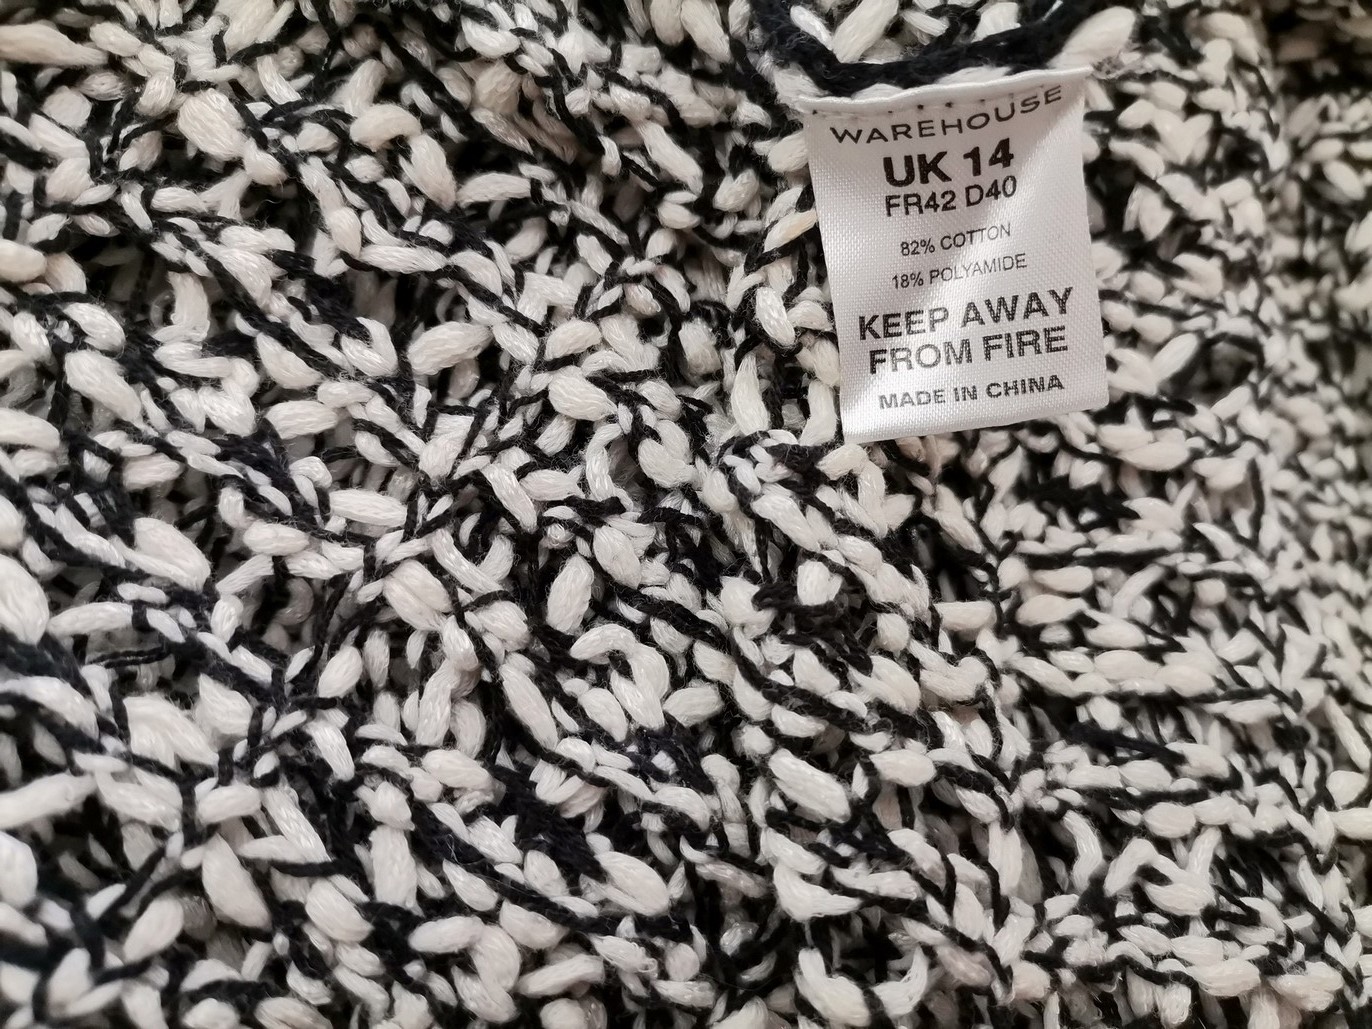 WAREHOUSE
UK 14
FR42 D40
82% COTTON
18% POLYAMIDE
KEEP AWAY
FROM FIRE
MADE IN CHINA